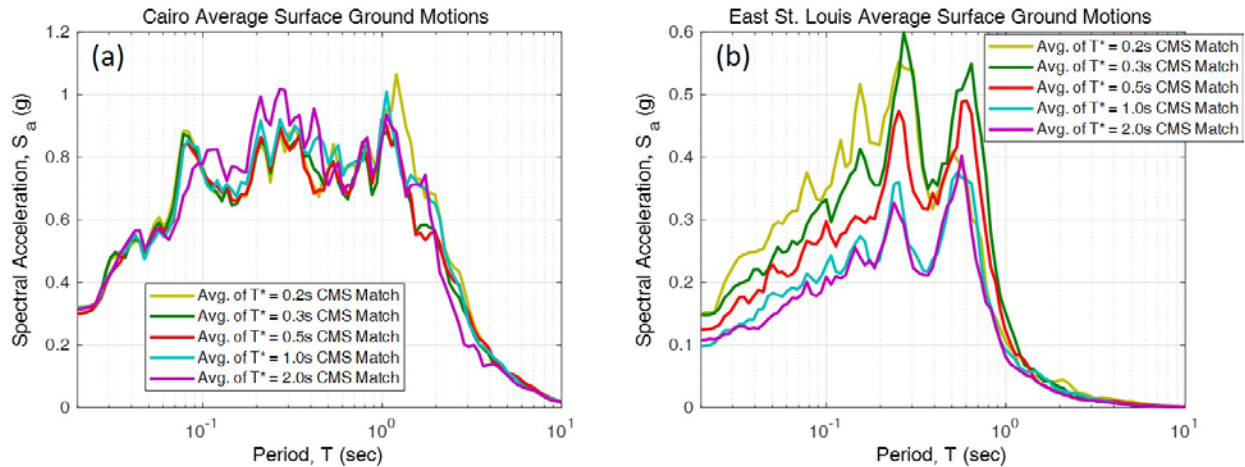 Cairo Average Surface Ground Motions
(a)
Spectral Acceleration, S a (g)
1.2
1
0.8
0.6
0.4
0.2
0
Avg. of T* = 0.2s CMS Match
Avg. of T* = 0.3s CMS Match
Avg. of T* = 0.5s CMS Match
Avg. of T* = 1.0s CMS Match
Avg. of T* = 2.0s CMS Match
10-1
100
101
Period, T (sec)
East St. Louis Average Surface Ground Motions
(b)
Spectral Acceleration, S a (g)
0.6
0.5
0.4
0.3
0.2
0.1
0
Avg. of T* = 0.2s CMS Match
Avg. of T* = 0.3s CMS Match
Avg. of T* = 0.5s CMS Match
Avg. of T* = 1.0s CMS Match
Avg. of T* = 2.0s CMS Match
10-1
100
101
Period, T (sec)